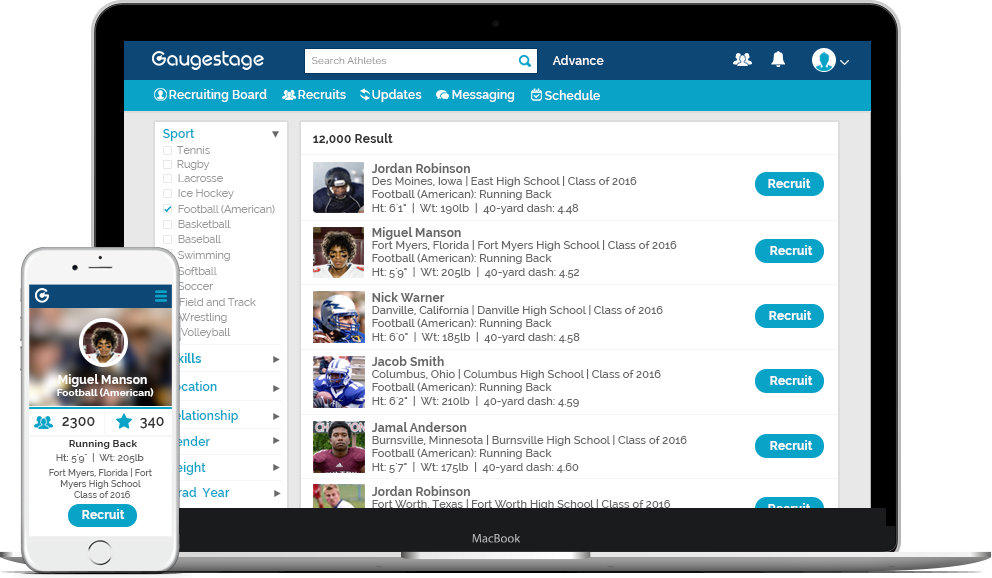 Gaugestage
Search Athletes
Advance
Recruiting Board
Recruits
Updates
Messaging
Schedule
Sport
Tennis
Rugby
Lacrosse
Ice Hockey
Football (American)
Basketball
Baseball
Swimming
Softball
Soccer
Field and Track
Wrestling
Volleyball
kills
ocation
elationship
ender
eight
rad Year
12,000 Result
Jordan Robinson
Des Moines, Iowa | East High School | Class of 2016
Football (American): Running Back
Ht: 6'1" | Wt: 190lb | 40-yard dash: 4.48
Recruit
Miguel Manson
Fort Myers, Florida | Fort Myers High School | Class of 2016
Football (American): Running Back
Ht: 5'9" | Wt: 205lb | 40-yard dash: 4.52
Recruit
Nick Warner
Danville, California | Danville High School | Class of 2016
Football (American): Running Back
Ht: 6'0" | Wt: 185lb | 40-yard dash: 4.58
Recruit
Jacob Smith
Columbus, Ohio | Columbus High School | Class of 2016
Football (American): Running Back
Ht: 6'2" | Wt: 210lb | 40-yard dash: 4.59
Recruit
Jamal Anderson
Burnsville, Minnesota | Burnsville High School | Class of 2016
Football (American): Running Back
Ht: 5'7" | Wt: 175lb | 40-yard dash: 4.60
Recruit
Jordan Robinson
Fort Worth, Texas | Fort Worth High School | Class of 2016
Recruit
MacBook
Miguel Manson
Football (American)
2300
340
Running Back
Ht: 5'9" | Wt: 205lb
Fort Myers, Florida | Fort
Myers High School
Class of 2016
Recruit